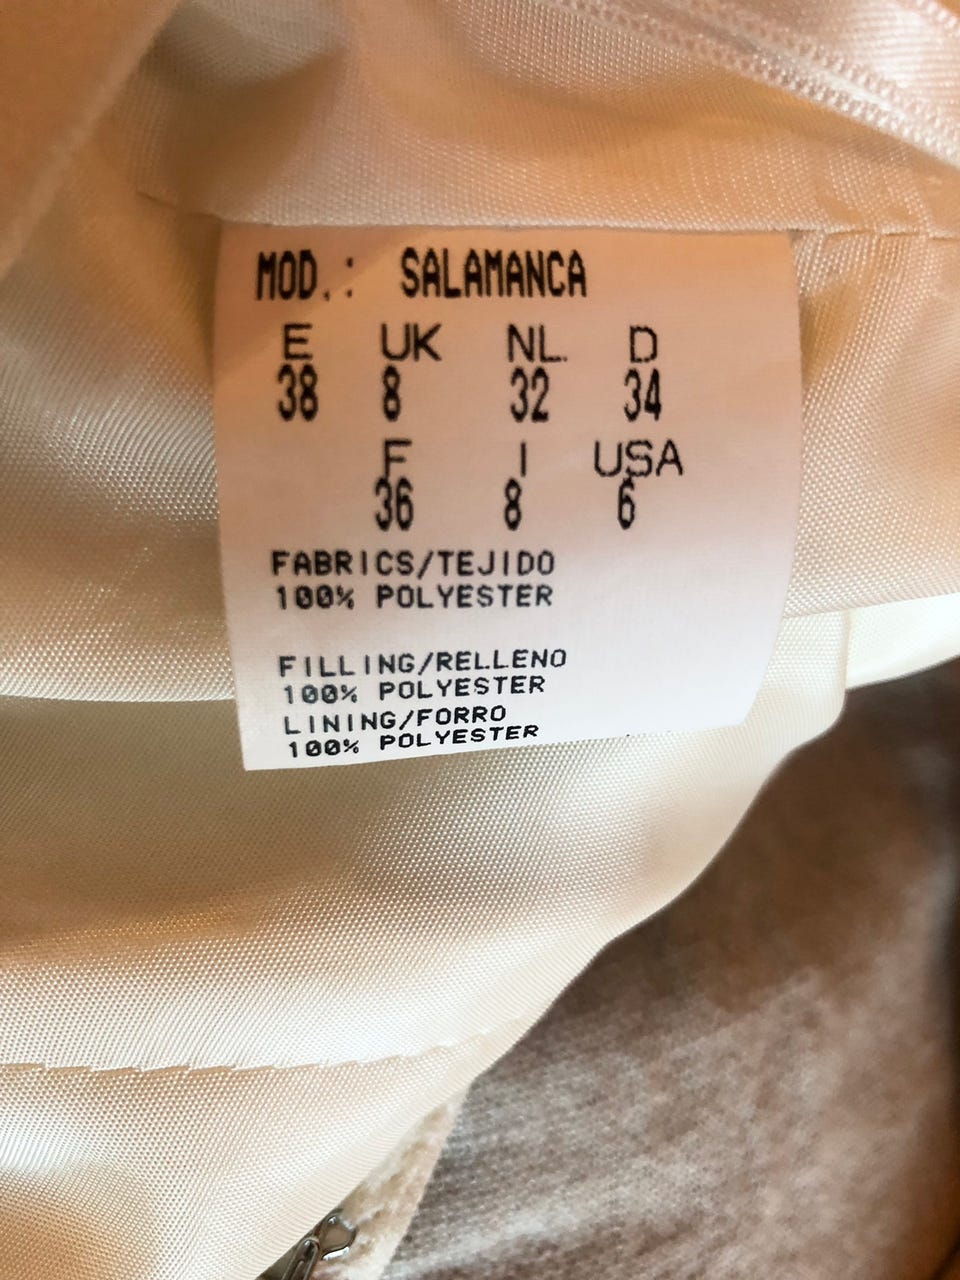 MOD.: SALAMANCA
E UK NL. D
38 8 32 34
F I USA
36 8 6
FABRICS/TEJIDO
100% POLYESTER
FILLING/RELLENO
100% POLYESTER
LINING/FORRO
100% POLYESTER